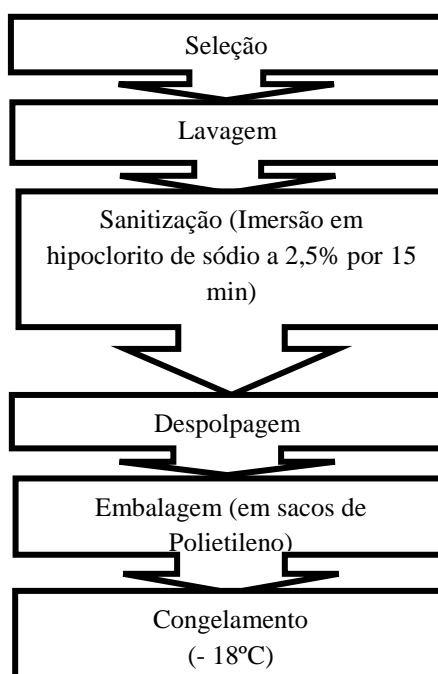 Seleção
Lavagem
Sanitização (Imersão em
hipoclorito de sódio a 2,5% por 15
min)
Despolpagem
Embalagem (em sacos de
Polietileno)
Congelamento
(- 18ºC)